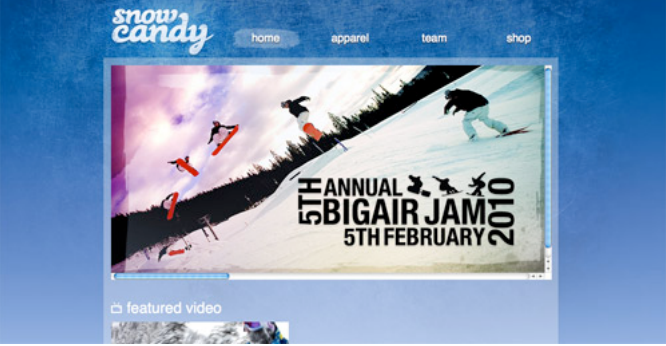 snow
candy
home apparel team shop
5TH ANNUAL
BIGAIR JAM 2010
5TH FEBRUARY
featured video